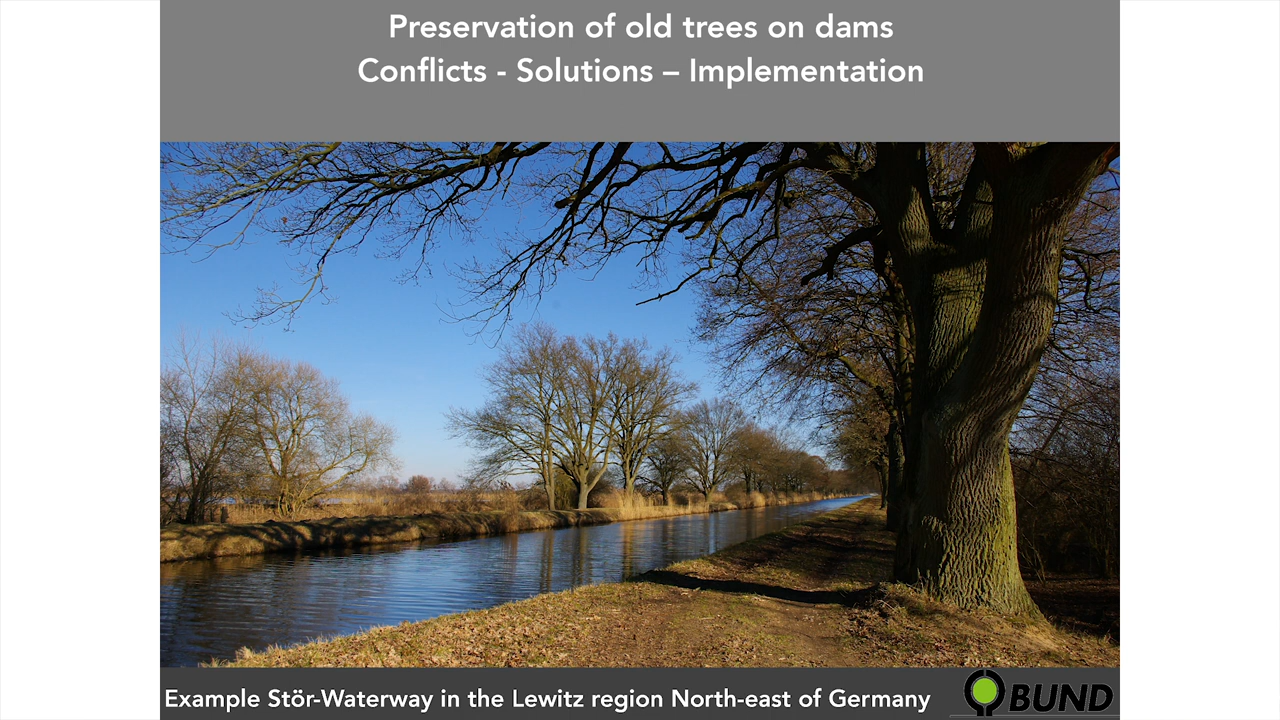 Preservation of old trees on dams
Conflicts - Solutions – Implementation
Example Stör-Waterway in the Lewitz region North-east of Germany
BUND